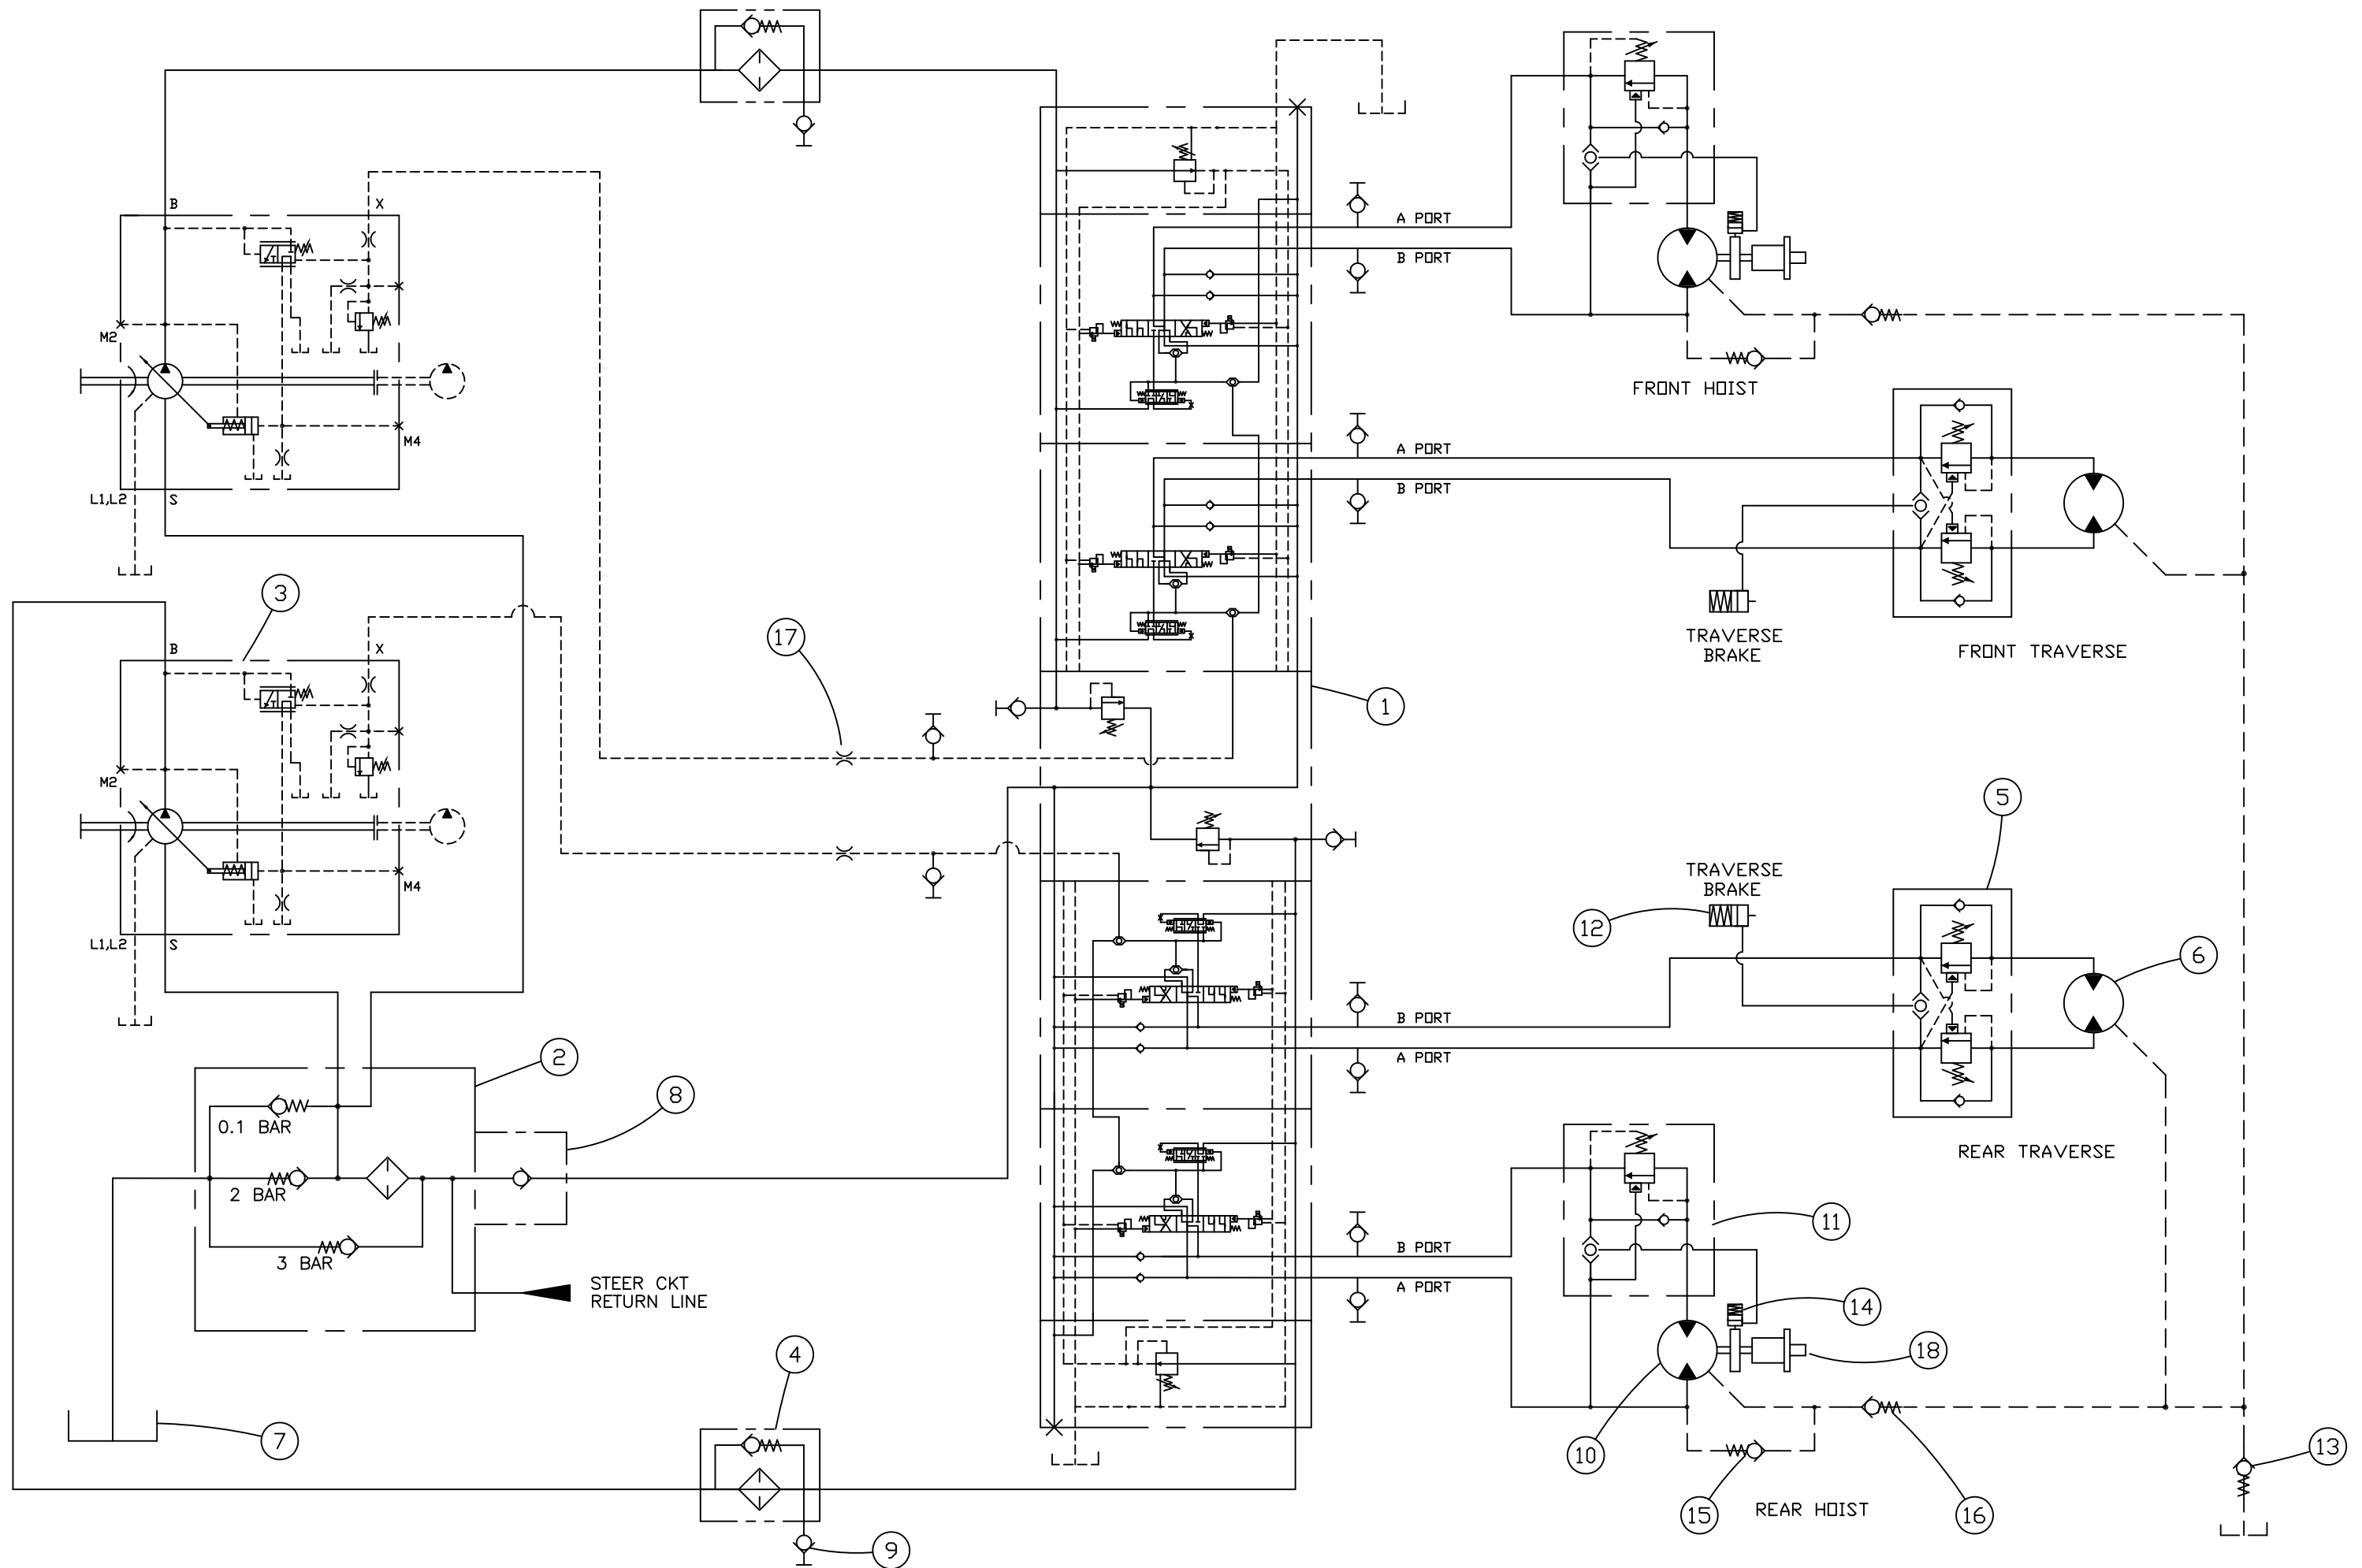 B
X
M2
M4
L1,L2
S
A PORT
B PORT
FRONT HOIST
A PORT
B PORT
TRAVERSE
BRAKE
FRONT TRAVERSE
3
17
1
B
X
M2
M4
L1,L2
S
5
TRAVERSE
BRAKE
12
6
B PORT
A PORT
REAR TRAVERSE
2
8
0.1 BAR
2 BAR
3 BAR
STEER CKT
RETURN LINE
B PORT
A PORT
11
14
18
4
7
10
13
15
REAR HOIST
16
9